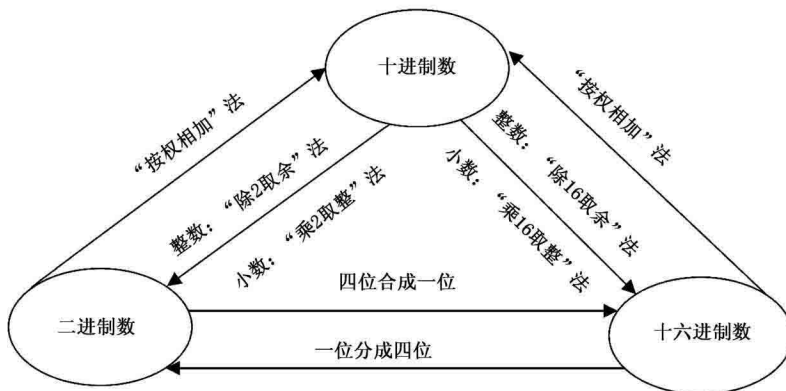 十进制数
“按权相加”法
整数：“除2取余”法
小数：“乘2取整”法
整数：“除16取余”法
小数：“乘16取整”法
“按权相加”法
二进制数
四位合成一位
十六进制数
一位分成四位